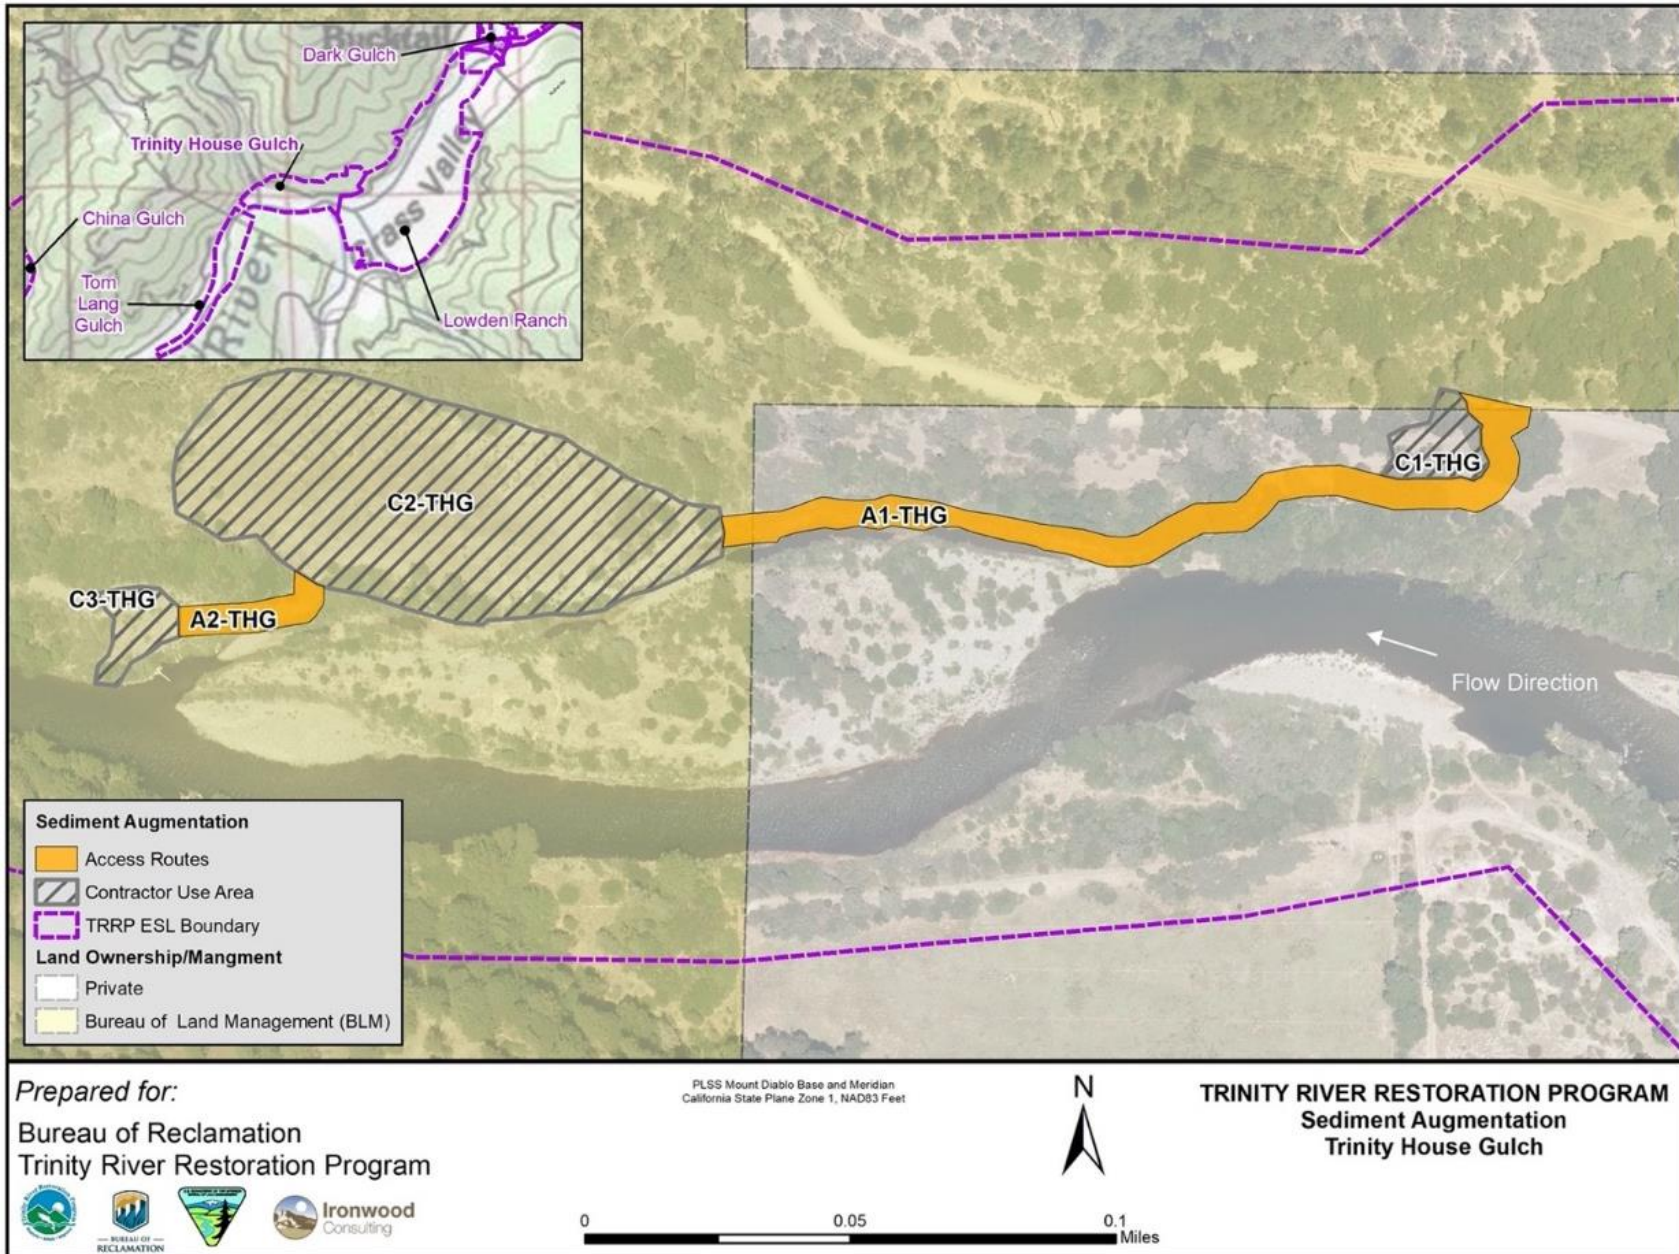 Bucktail
Dark Gulch
Trinity House Gulch
Valley
China Gulch
Tom
Lang
Gulch
River
Lowden Ranch
C1-THG
C2-THG
A1-THG
C3-THG
A2-THG
Flow Direction
Sediment Augmentation
Access Routes
Contractor Use Area
TRRP ESL Boundary
Land Ownership/Mangment
Private
Bureau of Land Management (BLM)
Prepared for:
Bureau of Reclamation
Trinity River Restoration Program
PLSS Mount Diablo Base and Meridian
California State Plane Zone 1, NAD83 Feet
N
TRINITY RIVER RESTORATION PROGRAM
Sediment Augmentation
Trinity House Gulch
BUREAU OF
RECLAMATION
Ironwood
Consulting
0 0.05 0.1
Miles